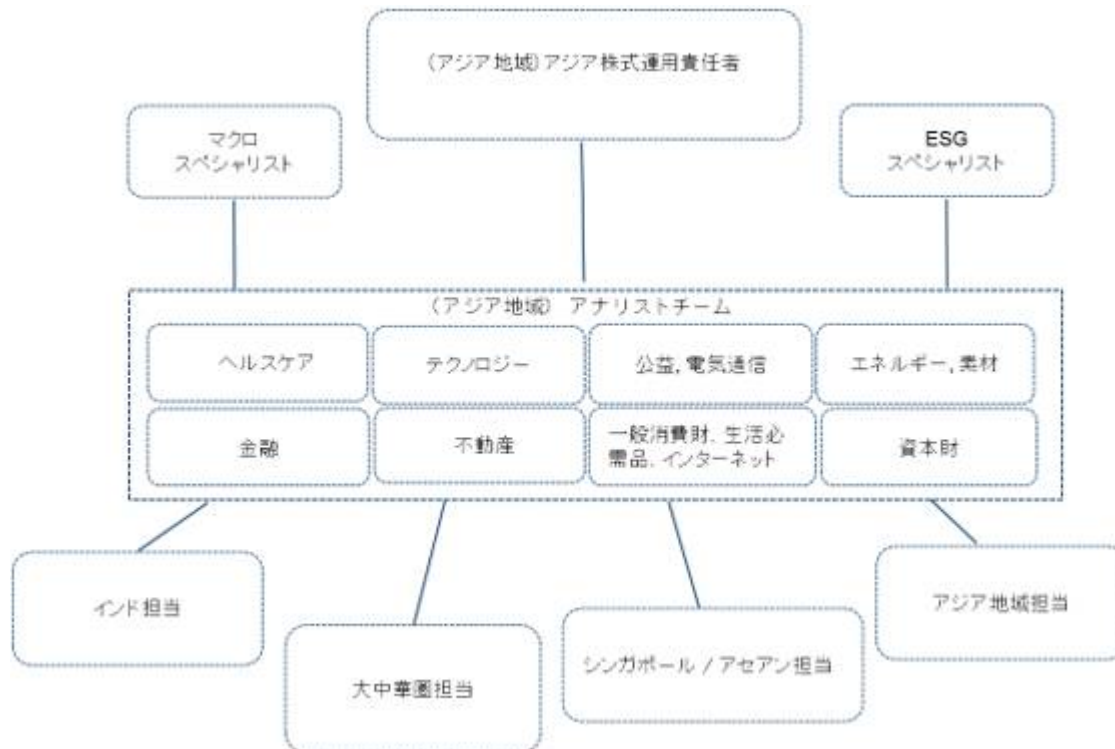 (アジア地域)アジア株式運用責任者
マクロ
スペシャリスト
ESG
スペシャリスト
(アジア地域) アナリストチーム
ヘルスケア
テクノロジー
公益,電気通信
エネルギー,素材
金融
不動産
一般消費財、生活必
需品、インターネット
資本財
インド担当
大中華圏担当
シンガポール / アセアン担当
アジア地域担当